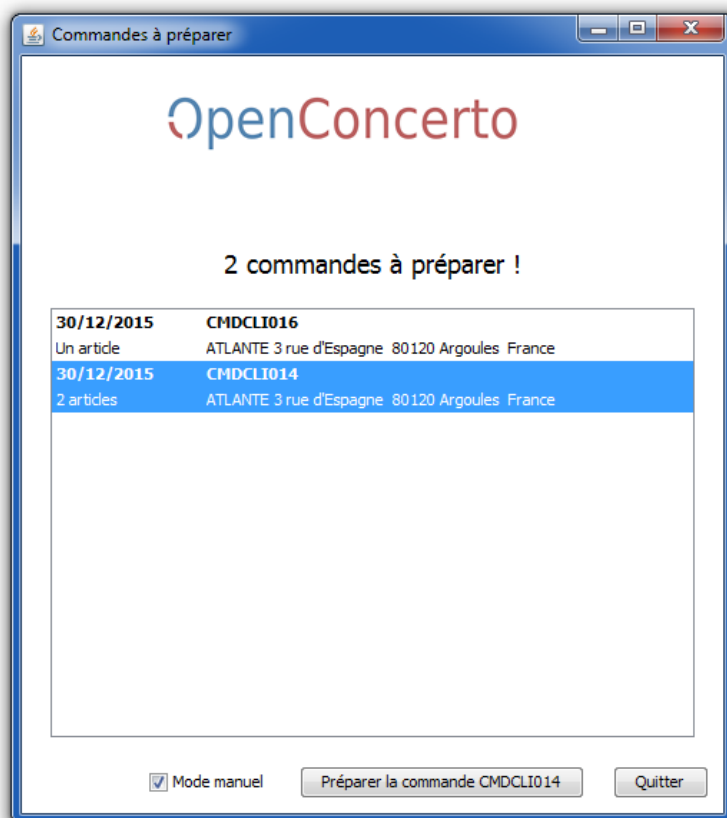 Commandes à préparer
OpenConcerto
2 commandes à préparer !
30/12/2015 CMDCLI016
Un article ATLANTE 3 rue d'Espagne 80120 Argoules France
30/12/2015 CMDCLI014
2 articles ATLANTE 3 rue d'Espagne 80120 Argoules France
Mode manuel Préparer la commande CMDCLI014 Quitter